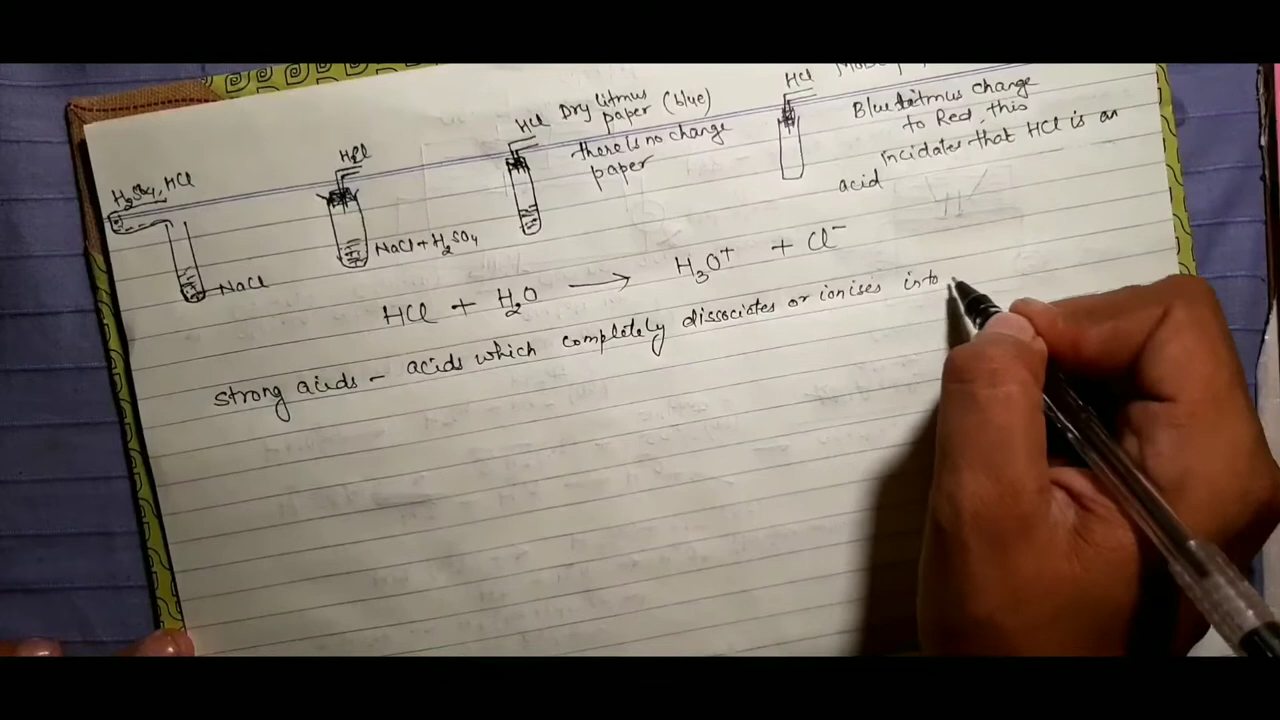 H₂SO₄, HCl
NaCl
HCl
NaCl + H₂SO₄
HCl
Dry litmus
paper (blue)
there is no change
paper
HCl
Blue litmus change
to Red, this
incidates that HCl is an
acid
HCl + H₂O → H₃O⁺ + Cl⁻
strong acids - acids which completely dissociates or ionises into